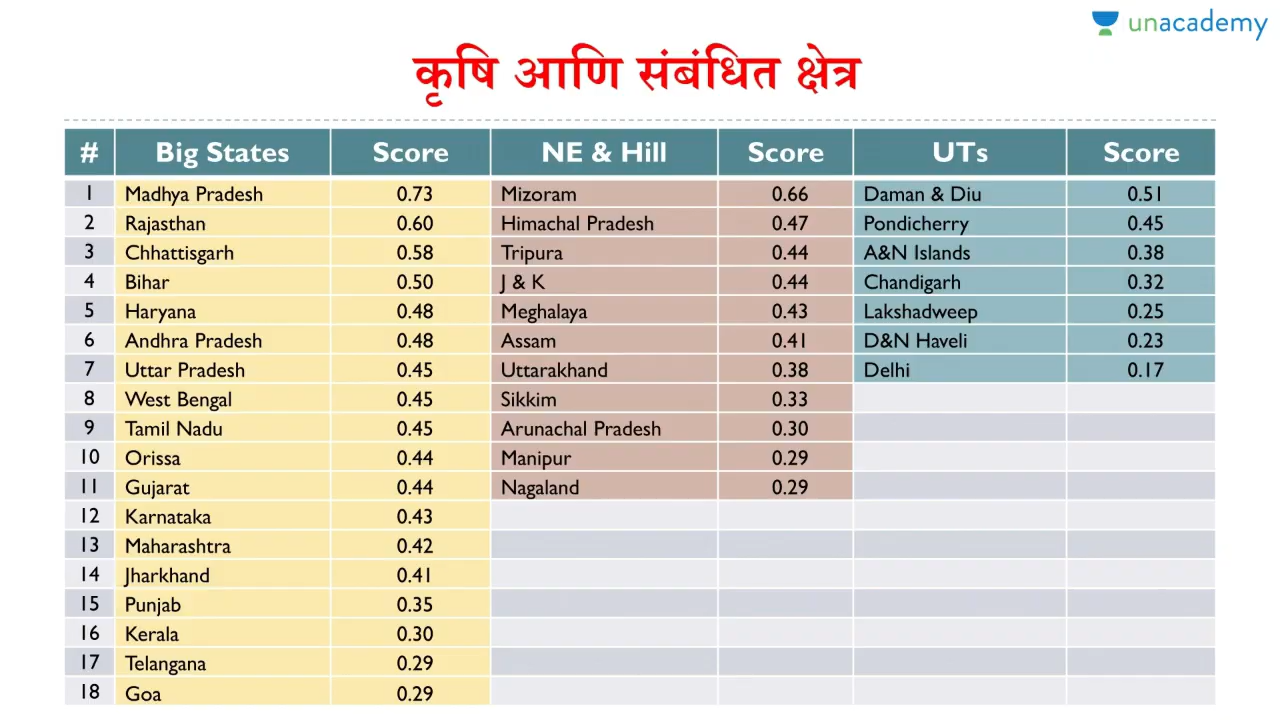 unacademy
कृषि आणि संबंधित क्षेत्र
# Big States Score NE & Hill Score UTs Score
1 Madhya Pradesh 0.73 Mizoram 0.66 Daman & Diu 0.51
2 Rajasthan 0.60 Himachal Pradesh 0.47 Pondicherry 0.45
3 Chhattisgarh 0.58 Tripura 0.44 A&N Islands 0.38
4 Bihar 0.50 J & K 0.44 Chandigarh 0.32
5 Haryana 0.48 Meghalaya 0.43 Lakshadweep 0.25
6 Andhra Pradesh 0.48 Assam 0.41 D&N Haveli 0.23
7 Uttar Pradesh 0.45 Uttarakhand 0.38 Delhi 0.17
8 West Bengal 0.45 Sikkim 0.33
9 Tamil Nadu 0.45 Arunachal Pradesh 0.30
10 Orissa 0.44 Manipur 0.29
11 Gujarat 0.44 Nagaland 0.29
12 Karnataka 0.43
13 Maharashtra 0.42
14 Jharkhand 0.41
15 Punjab 0.35
16 Kerala 0.30
17 Telangana 0.29
18 Goa 0.29